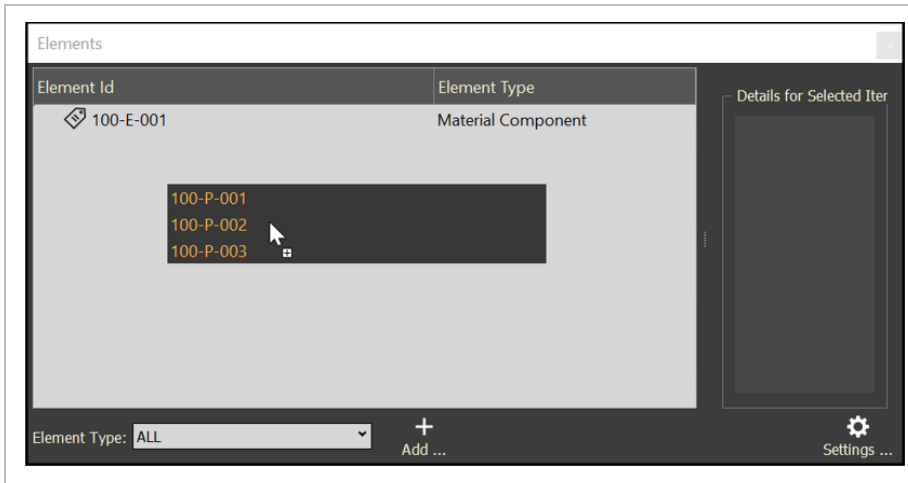 Elements
Element Id Element Type
100-E-001 Material Component
100-P-001
100-P-002
100-P-003
Details for Selected Iter
Element Type: ALL
Add ...
Settings ...